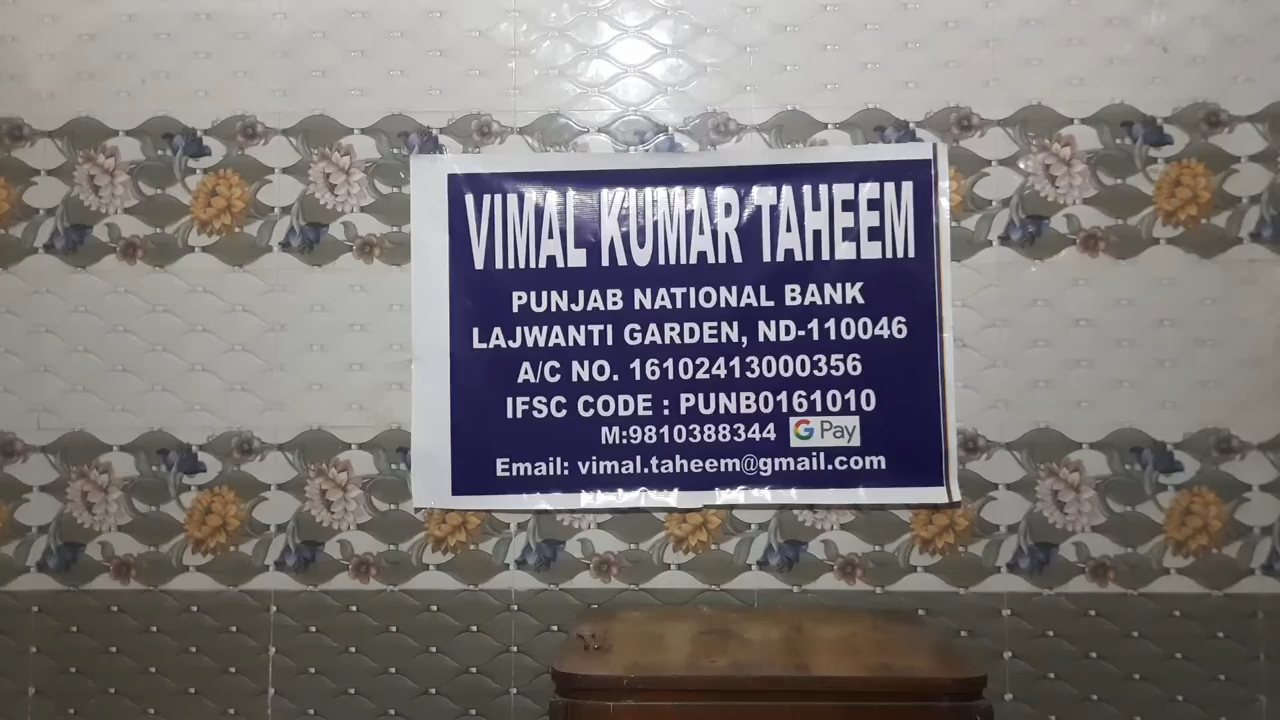 VIMAL KUMAR TAHEEM
PUNJAB NATIONAL BANK
LAJWANTI GARDEN, ND-110046
A/C NO. 16102413000356
IFSC CODE : PUNB0161010
M:9810388344 G Pay
Email: vimal.taheem@gmail.com